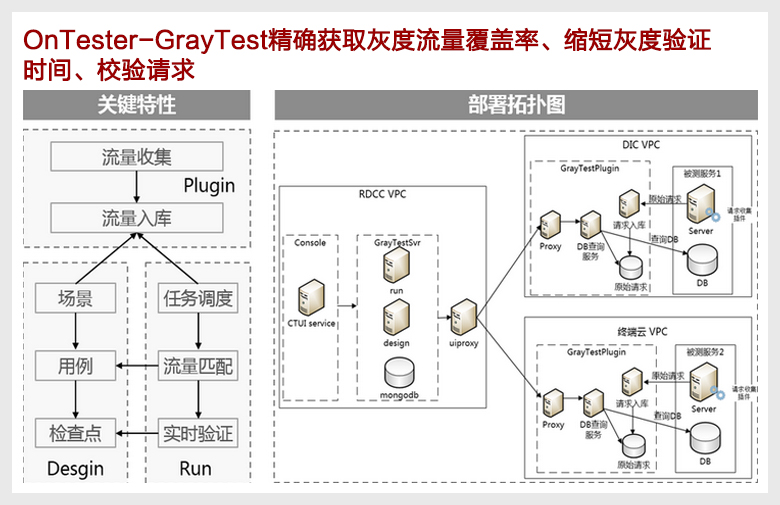 OnTester-GrayTest精确获取灰度流量覆盖率、缩短灰度验证
时间、校验请求
关键特性
流量收集
Plugin
流量入库
场景
任务调度
用例
流量匹配
检查点
实时验证
Desgin
Run
部署拓扑图
RDCC VPC
Console
CTUI service
GrayTestSvr
run
design
mongodb
uiproxy
DIC VPC
GrayTestPlugin
被测服务1
原始请求
请求收集
插件
Server
请求入库
Proxy
DB查询
服务
查询DB
原始请求
DB
终端云 VPC
GrayTestPlugin
被测服务2
原始请求
请求收集
插件
Server
请求入库
Proxy
DB查询
服务
查询DB
原始请求
DB